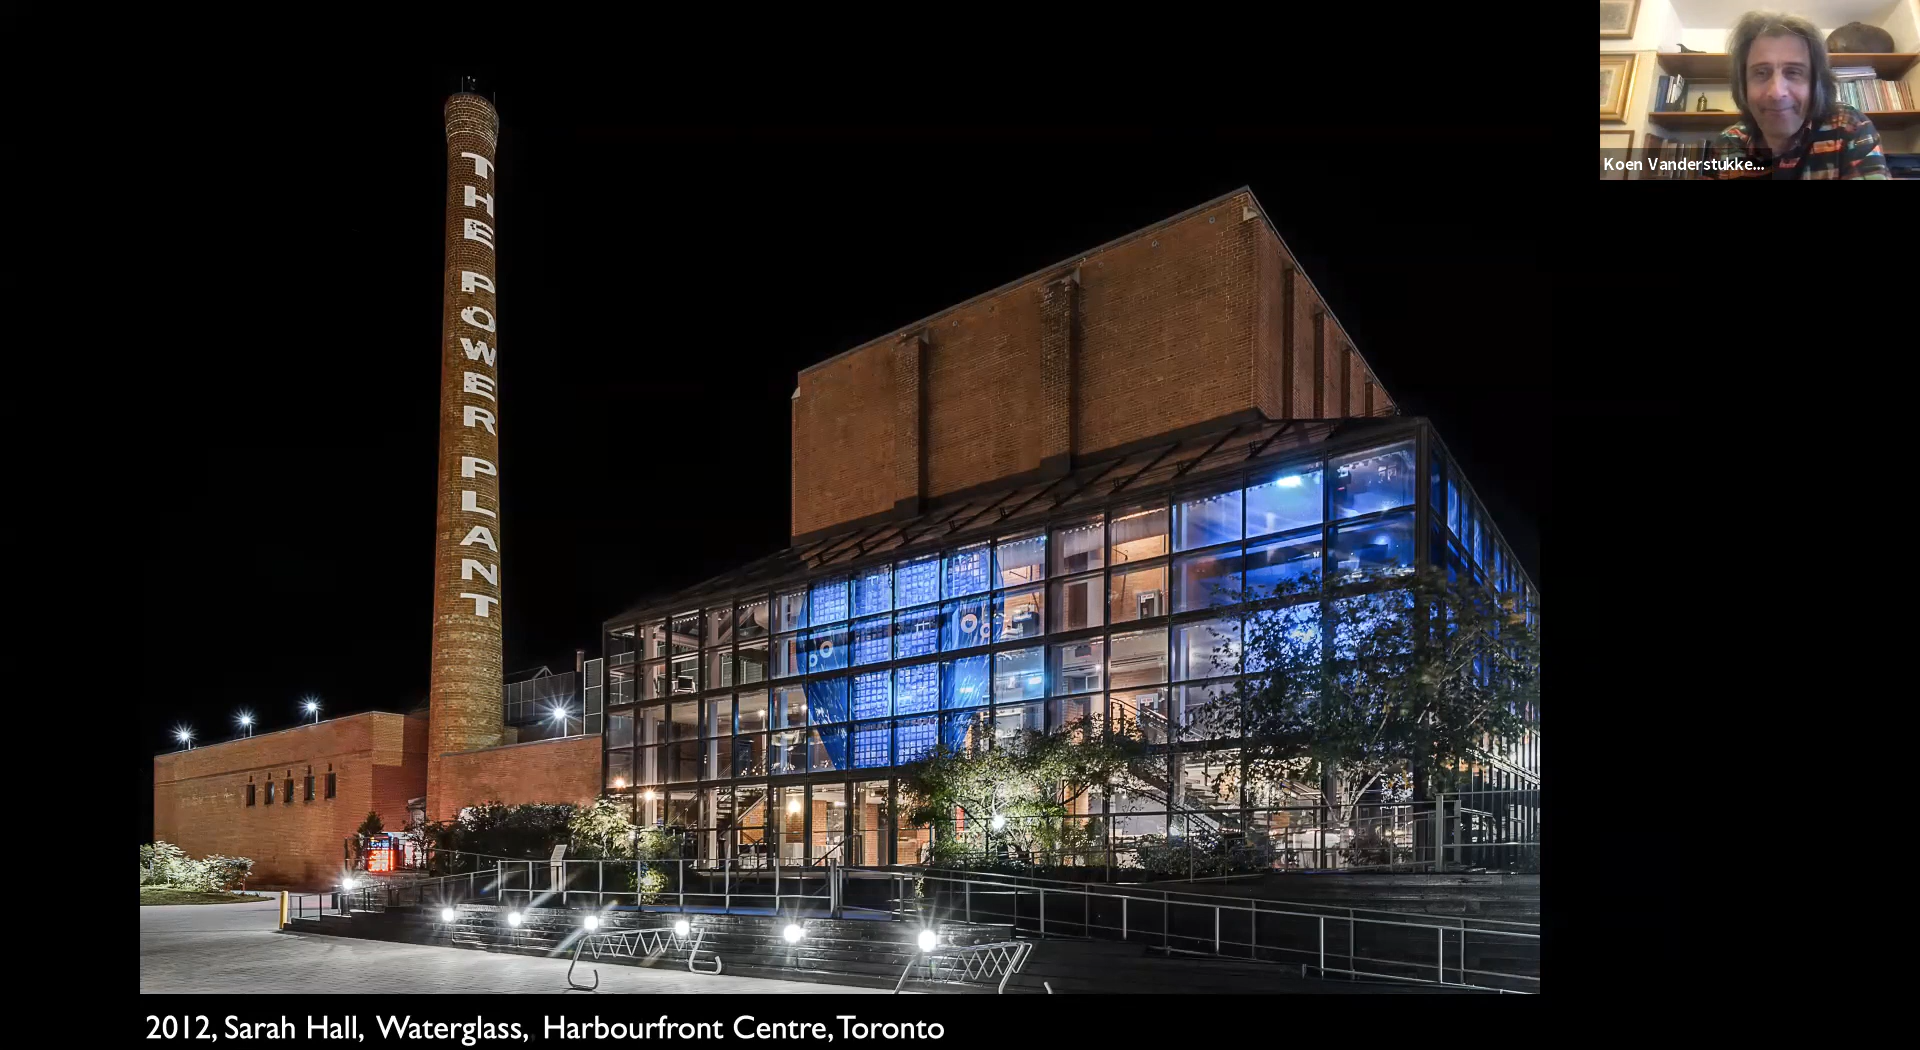 THE POWER PLANT
Koen Vanderstukke...
2012, Sarah Hall, Waterglass, Harbourfront Centre, Toronto